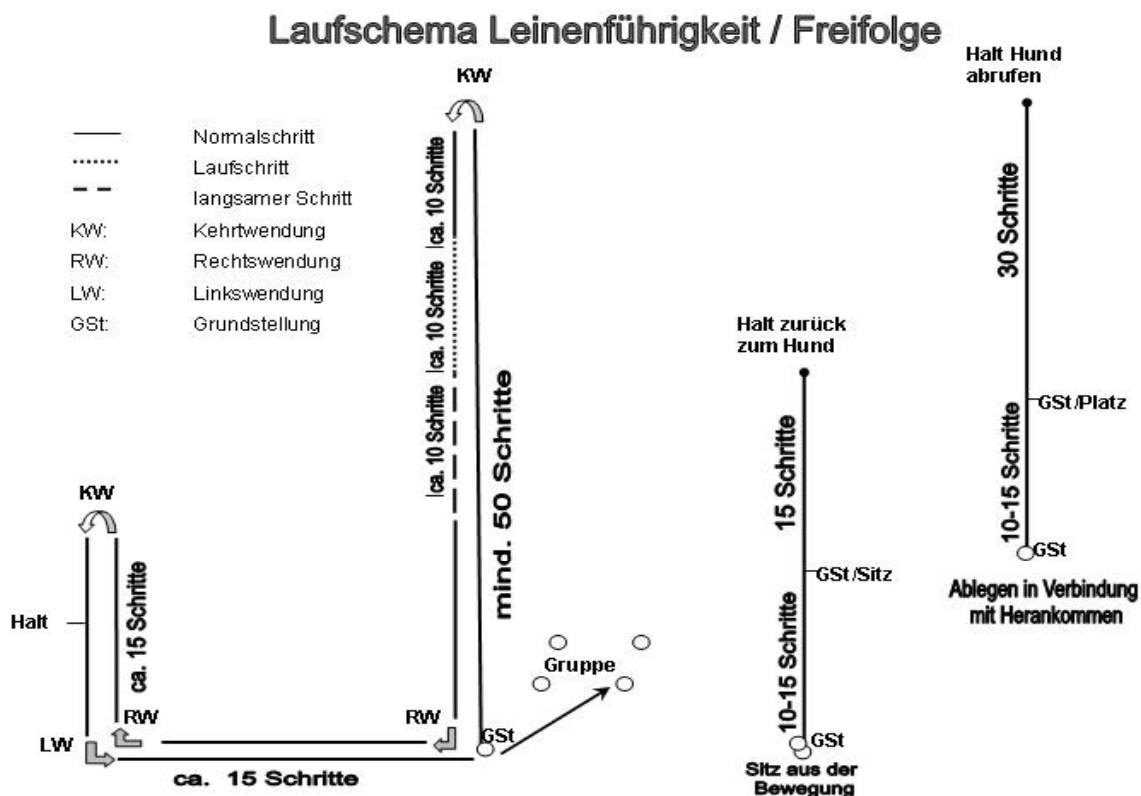 Laufschema Leinenführigkeit / Freifolge
Normalschritt
Laufschritt
langsamer Schritt
KW: Kehrtwendung
RW: Rechtswendung
LW: Linkswendung
GSt: Grundstellung
KW
ca. 10 Schritte
ca. 10 Schritte
ca. 10 Schritte
mind. 50 Schritte
KW
Halt
ca. 15 Schritte
RW
LW
RW
GSt
ca. 15 Schritte
Gruppe
Halt zurück
zum Hund
15 Schritte
GSt/Sitz
10-15 Schritte
GSt
Sitz aus der
Bewegung
Halt Hund
abrufen
30 Schritte
GSt/Platz
10-15 Schritte
GSt
Ablegen in Verbindung
mit Herankommen